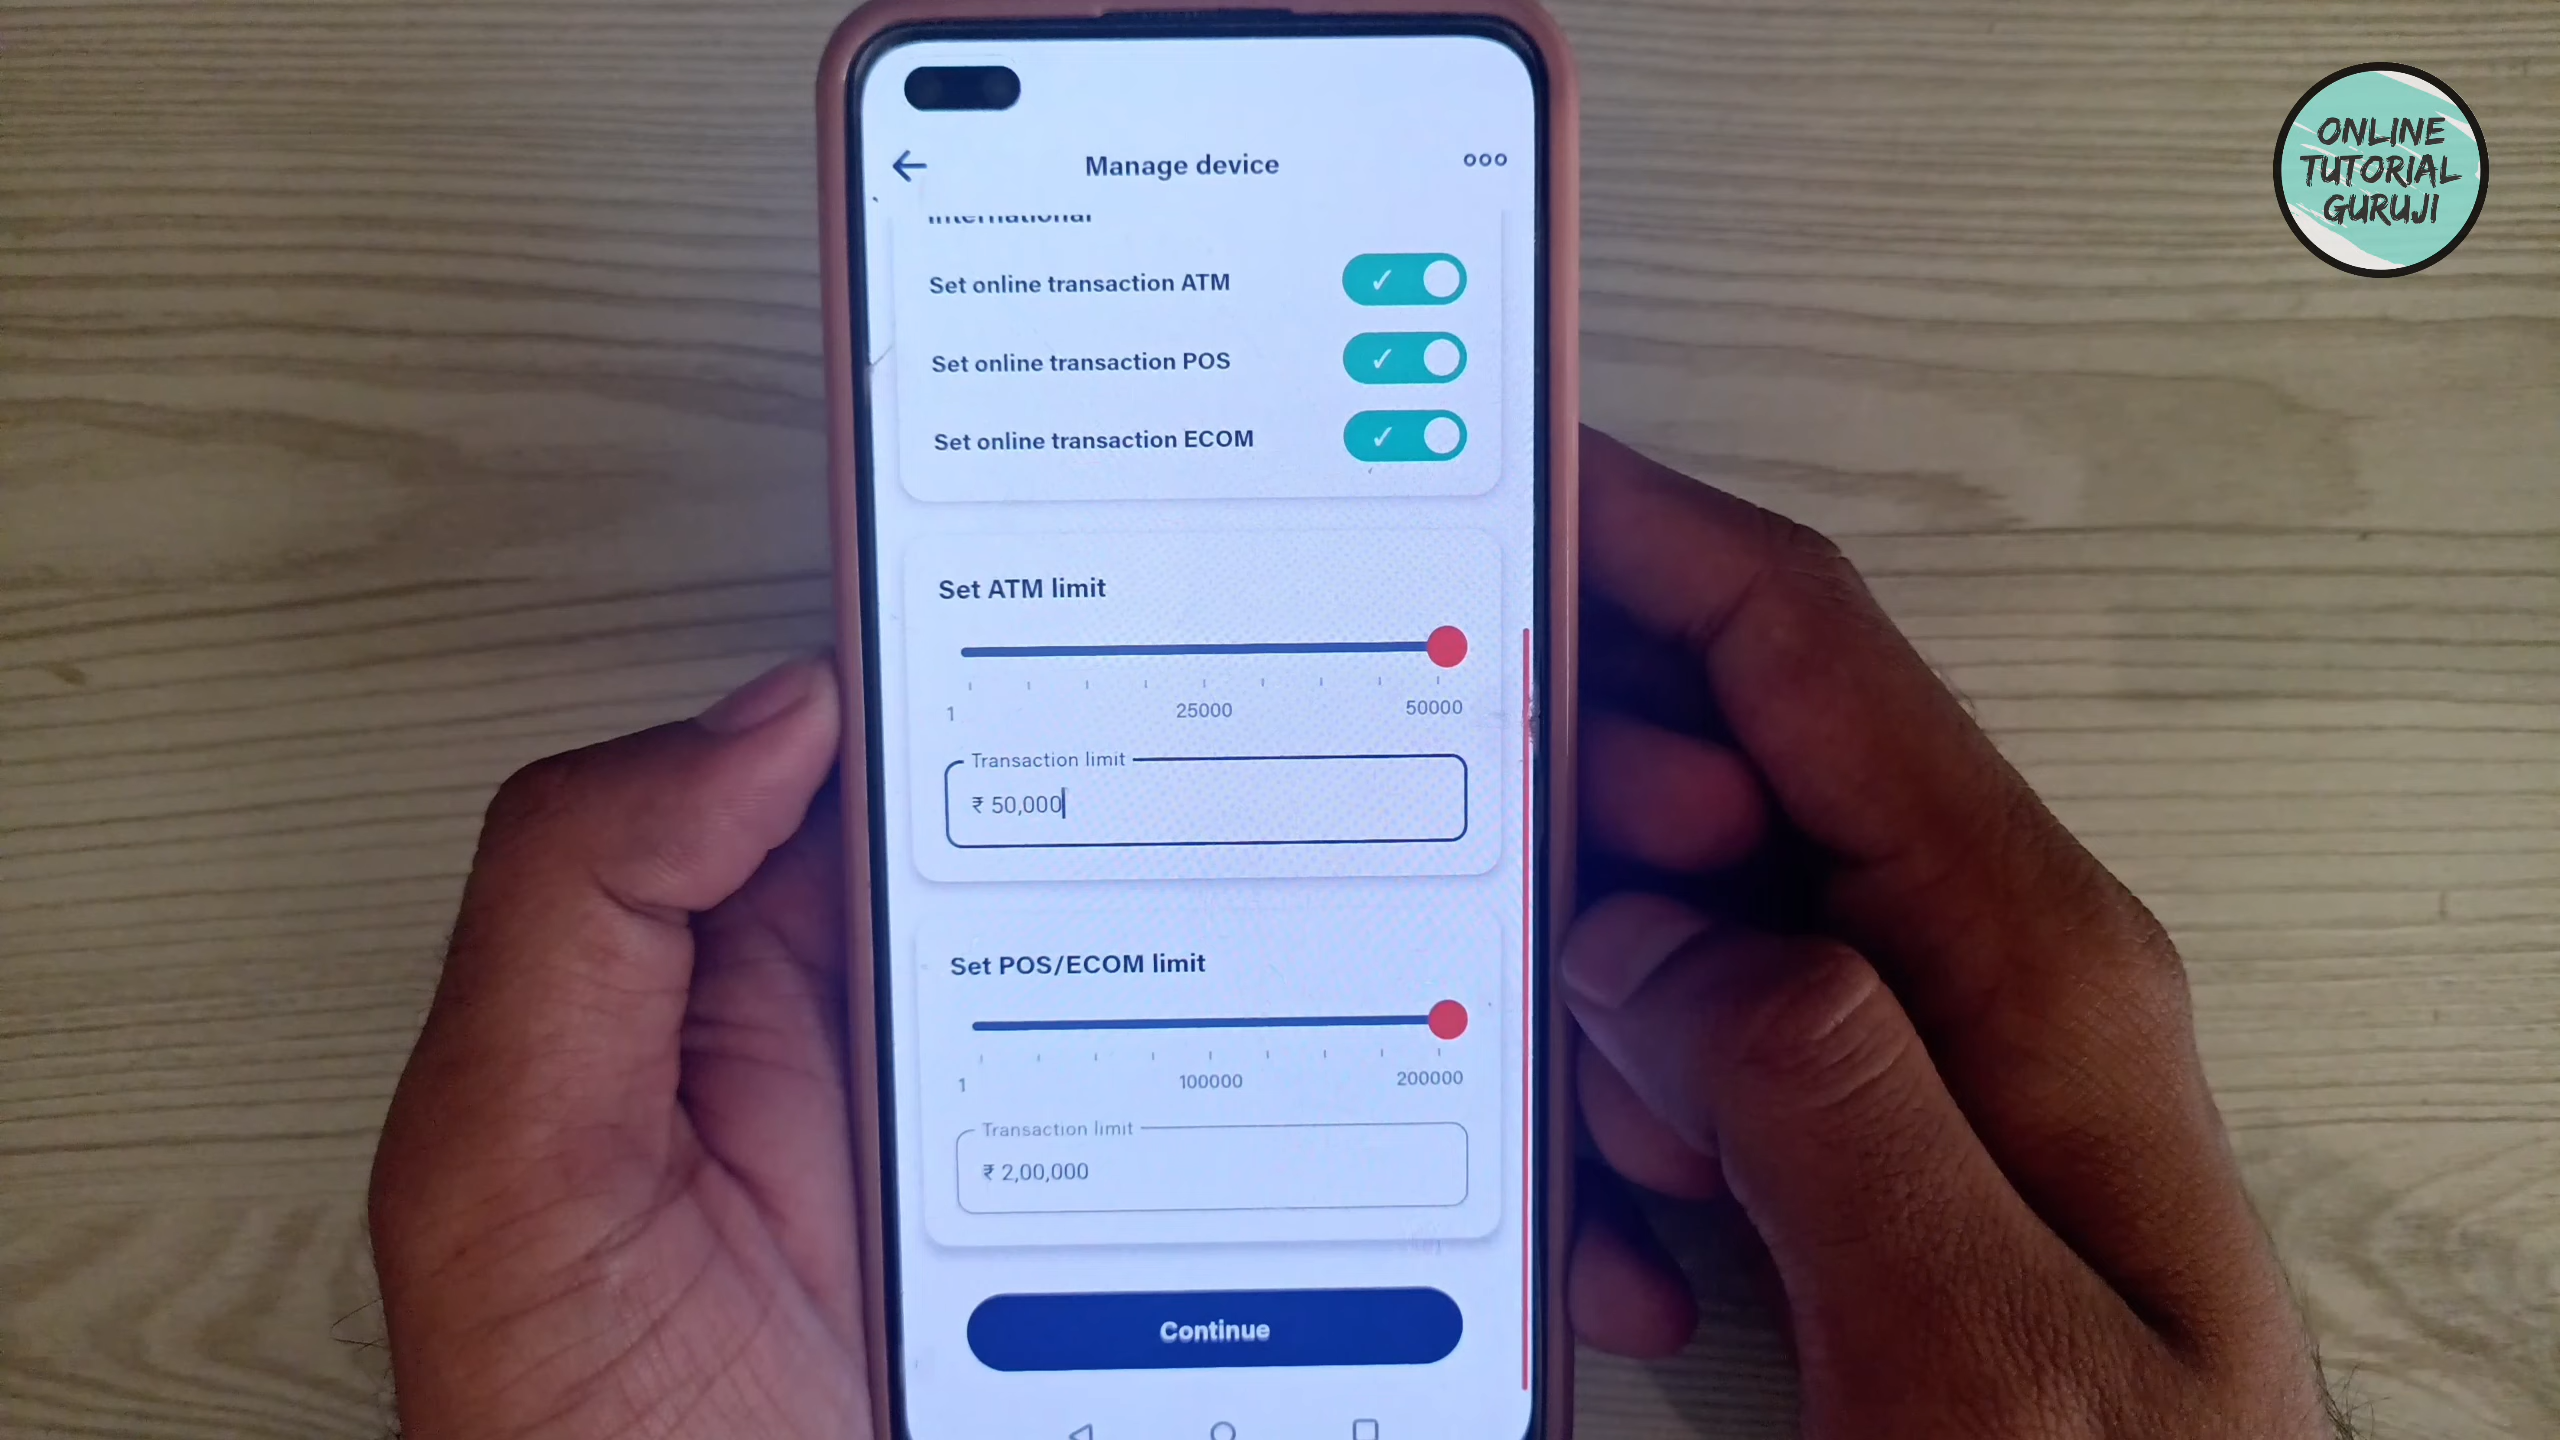 Manage device
International
Set online transaction ATM
Set online transaction POS
Set online transaction ECOM
Set ATM limit
1 25000 50000
Transaction limit
₹ 50,000
Set POS/ECOM limit
1 100000 200000
Transaction limit
₹ 2,00,000
Continue
ONLINE
TUTORIAL
GURUJI